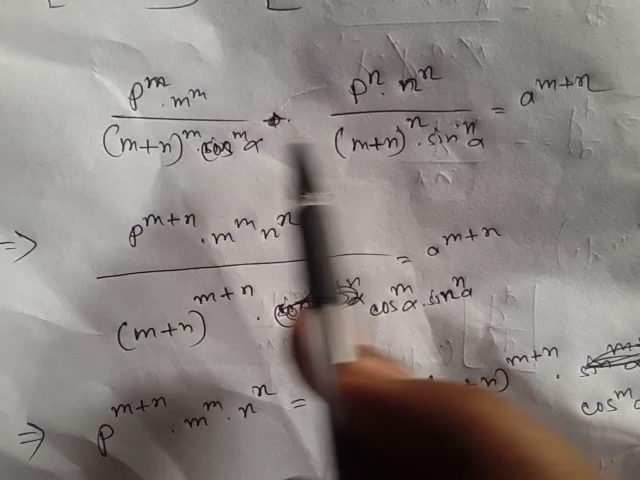 p^m · m^m / (m+n)^m · cos^m α · p^n · n^n / (m+n)^n · sin^n α = a^{m+n}
⇒ p^{m+n} · m^m n^n / (m+n)^{m+n} · cos^m α · sin^n α = a^{m+n}
⇒ p^{m+n} · m^m · n^n = n)^{m+n} · cos^m α